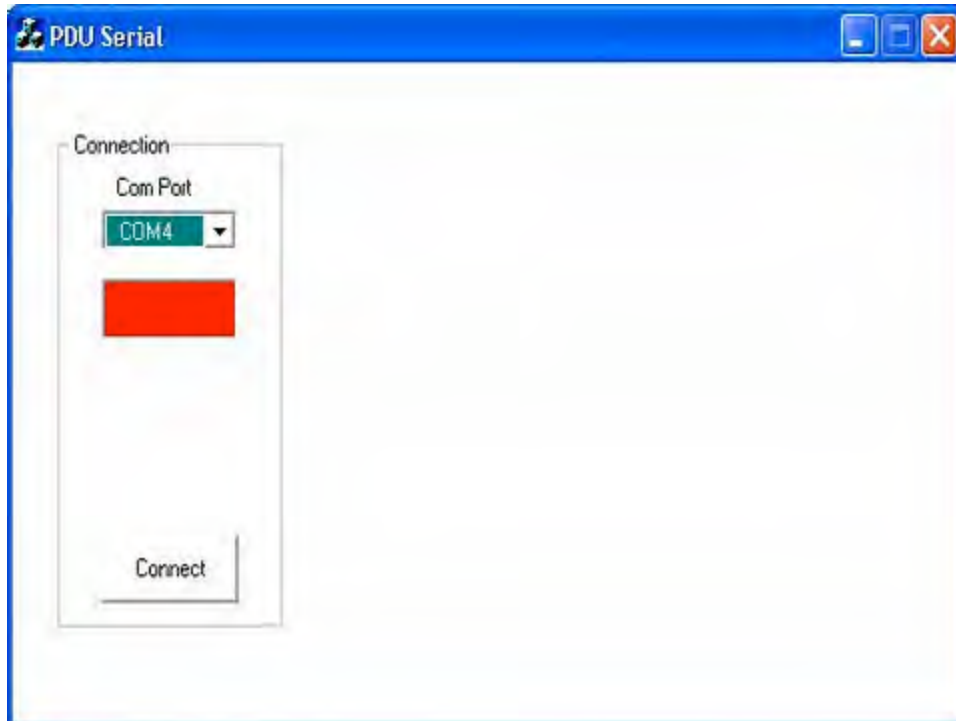 PDU Serial
Connection
Com Port
COM4
Connect